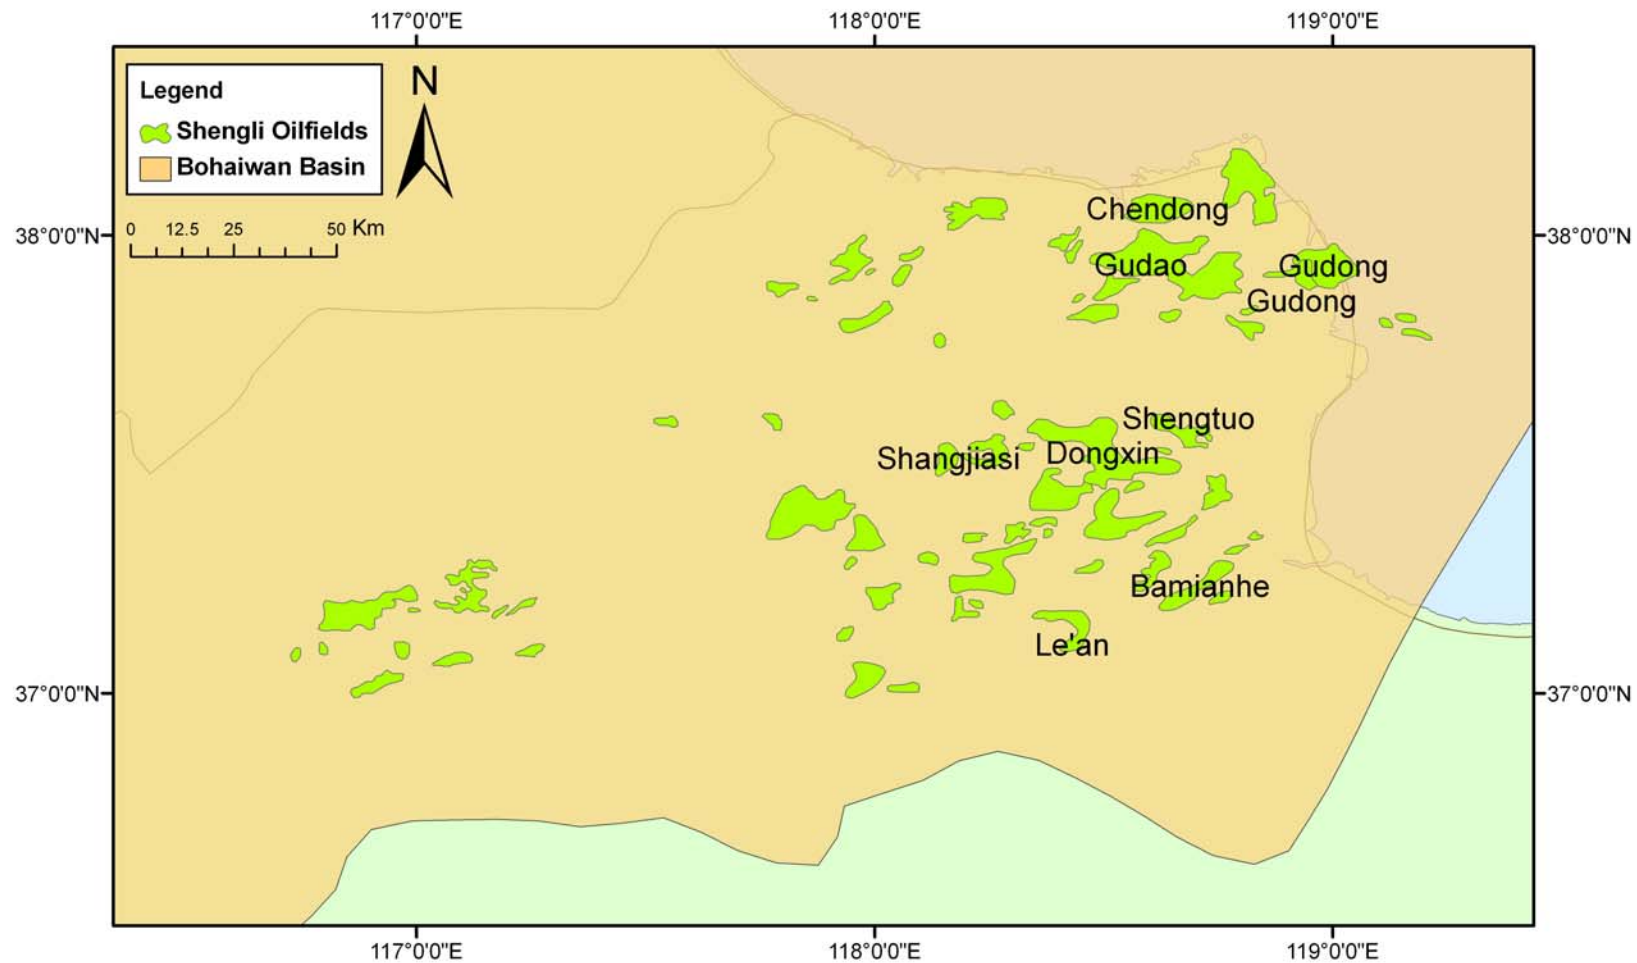 117°0'0"E 118°0'0"E 119°0'0"E
Legend
Shengli Oilfields
Bohaiwan Basin
N
0 12.5 25 50 Km
38°0'0"N 38°0'0"N
Chendong
Gudao
Gudong
Gudong
Shengtuo
Dongxin
Shangjiasi
Bamianhe
Le'an
37°0'0"N 37°0'0"N
117°0'0"E 118°0'0"E 119°0'0"E